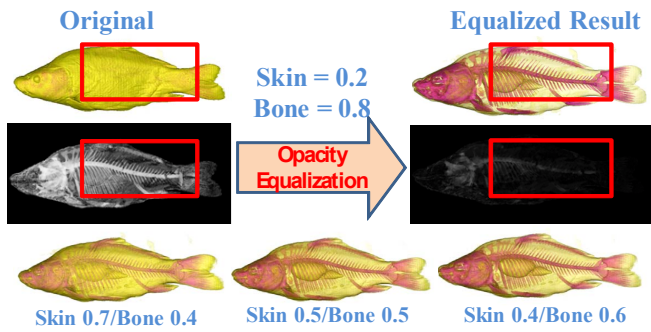 Original
Equalized Result
Skin = 0.2
Bone = 0.8
Opacity
Equalization
Skin 0.7/Bone 0.4
Skin 0.5/Bone 0.5
Skin 0.4/Bone 0.6